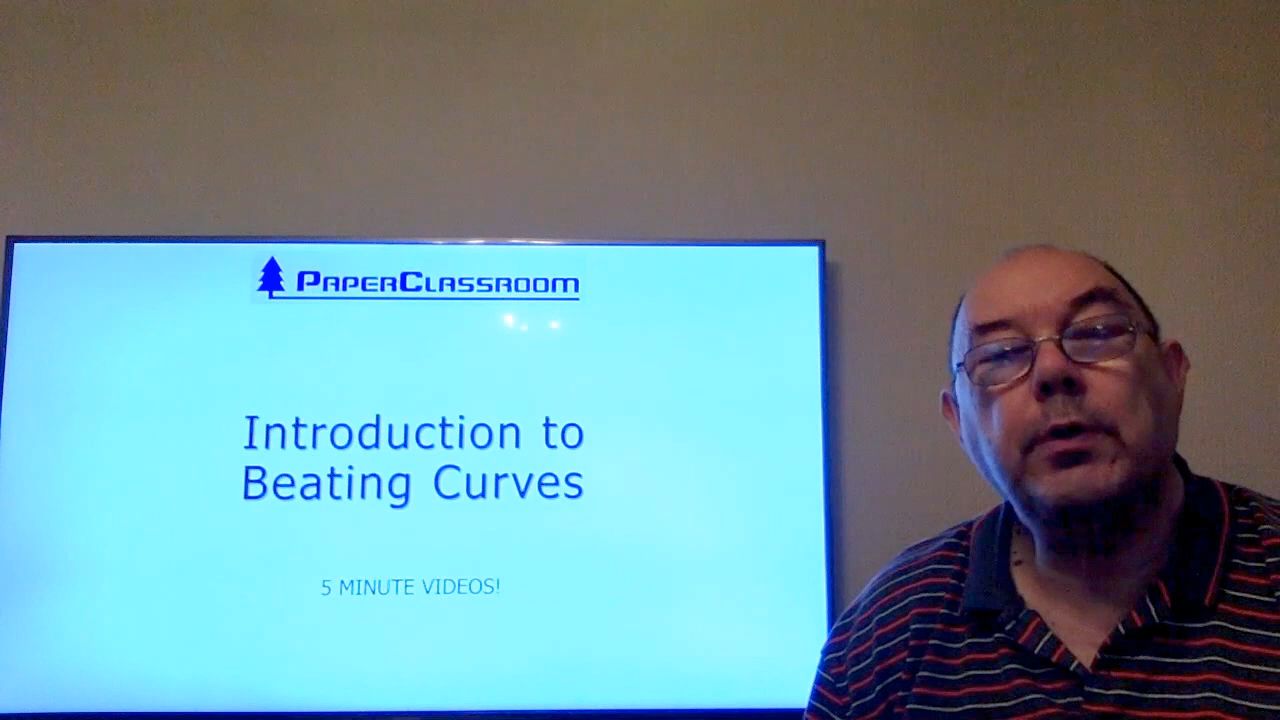 PAPERCLASSROOM
Introduction to
Beating Curves
5 MINUTE VIDEOS!